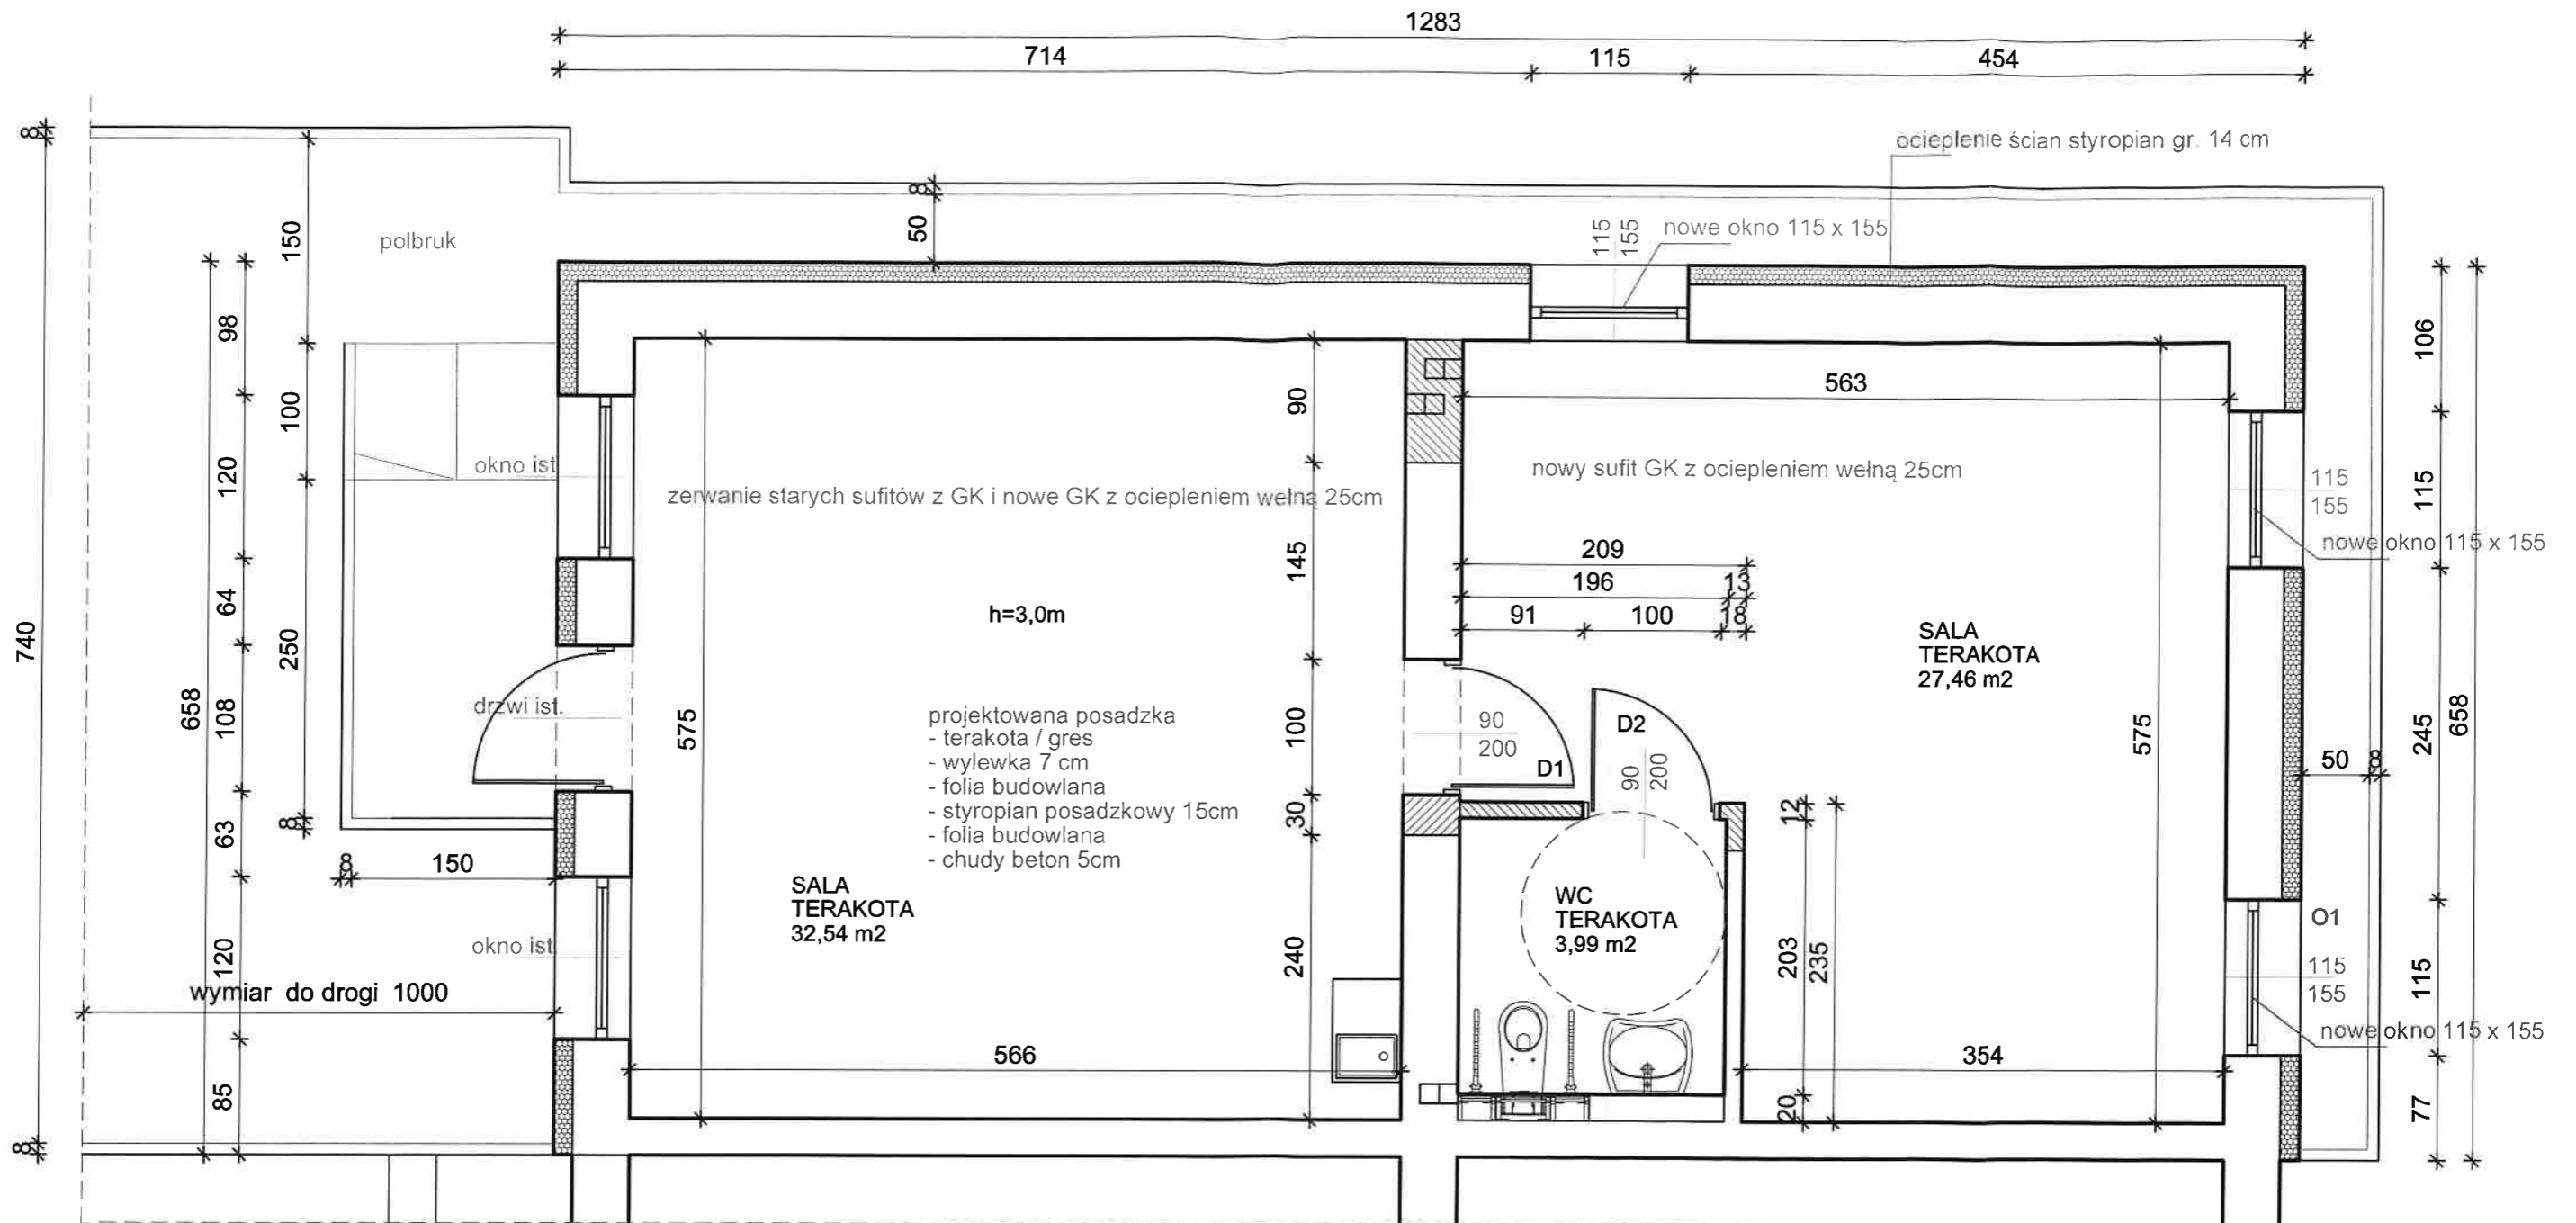 1283
714
115
454
8
ocieplenie ścian styropian gr. 14 cm
8
50
150
polbruk
115
155
nowe okno 115 x 155
98
106
563
90
100
120
okno ist.
zerwanie starych sufitów z GK i nowe GK z ociepleniem wełną 25cm
nowy sufit GK z ociepleniem wełną 25cm
115
155
115
nowe okno 115 x 155
145
209
196
13
91
100
18
64
h=3,0m
740
250
658
SALA
TERAKOTA
27,46 m2
drzwi ist.
108
575
projektowana posadzka
- terakota / gres
- wylewka 7 cm
- folia budowlana
- styropian posadzkowy 15cm
- folia budowlana
- chudy beton 5cm
100
90
200
D1
D2
90
200
575
245
658
50
8
8
63
30
12
8
150
SALA
TERAKOTA
32,54 m2
WC
TERAKOTA
3,99 m2
O1
okno ist.
120
240
203
235
115
155
115
wymiar do drogi 1000
nowe okno 115 x 155
566
354
85
20
77
8